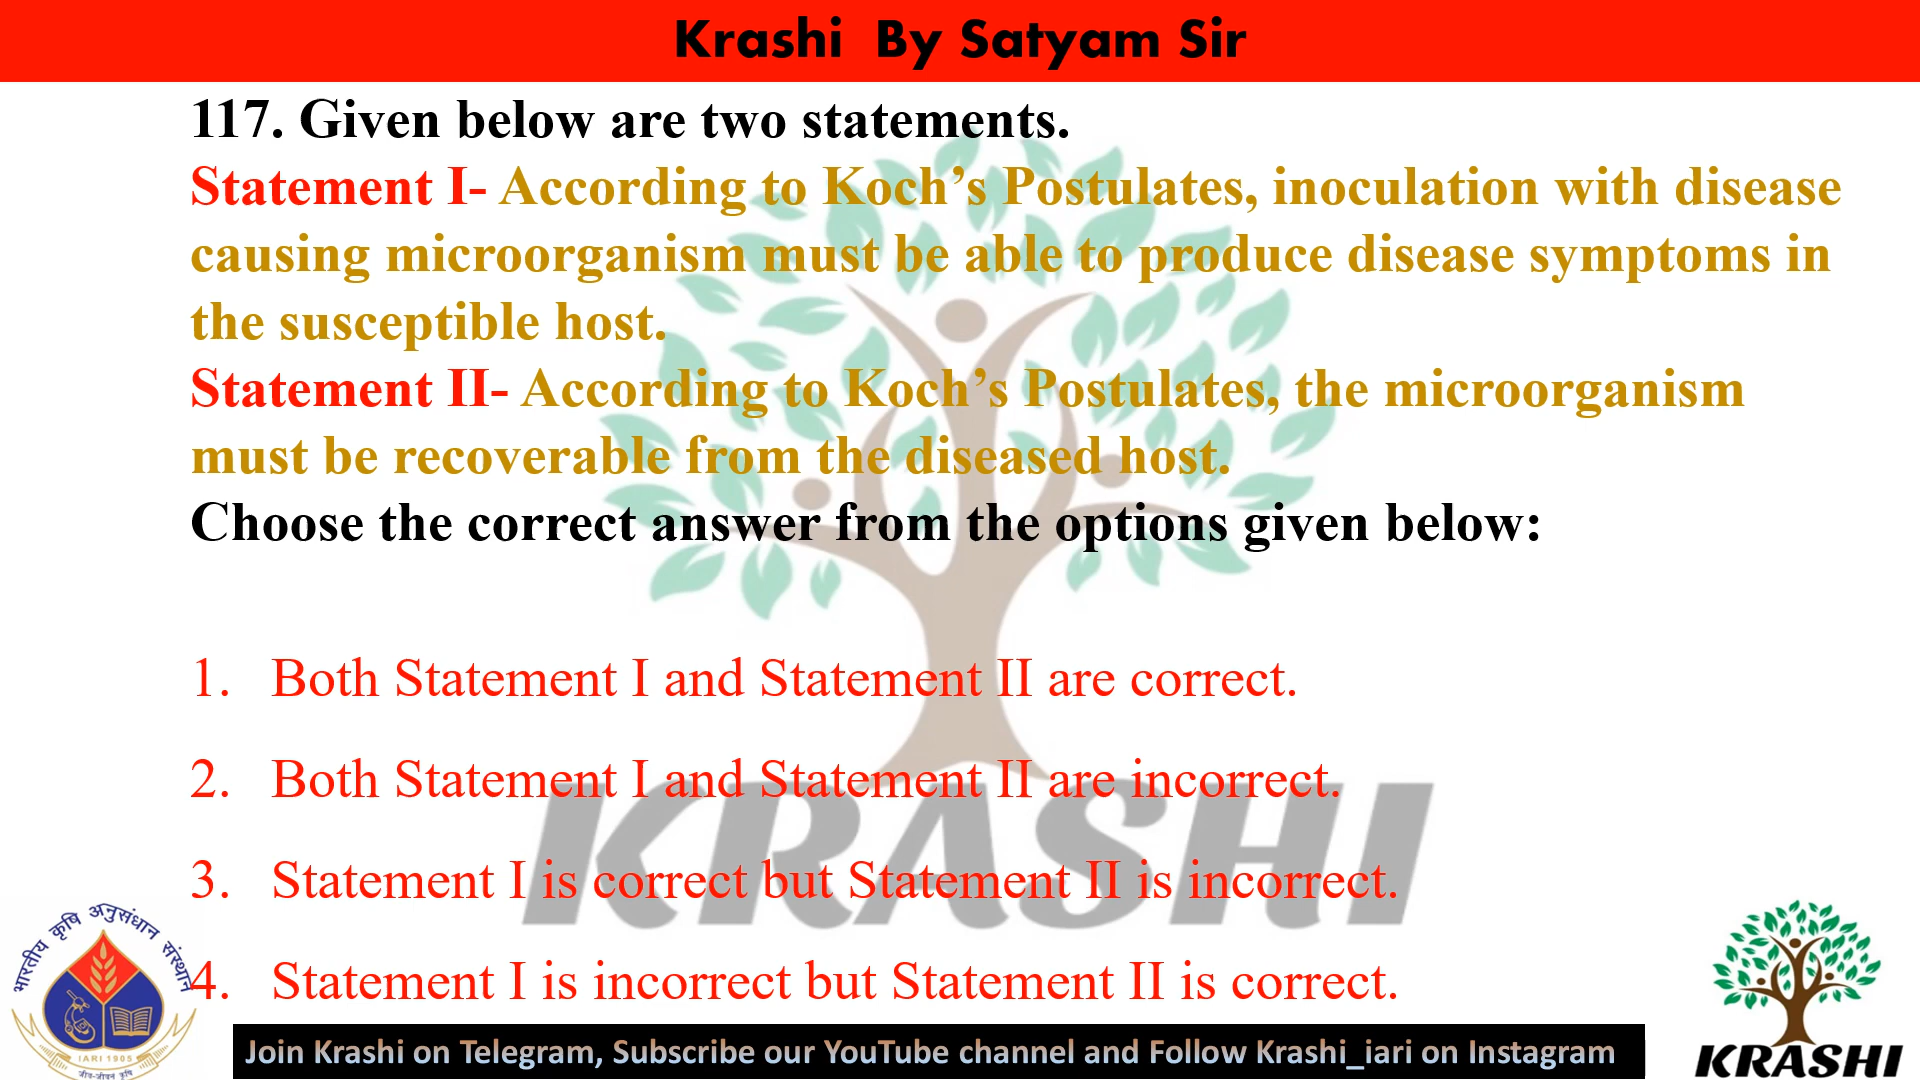 Krashi By Satyam Sir
117. Given below are two statements.
Statement I- According to Koch’s Postulates, inoculation with disease
causing microorganism must be able to produce disease symptoms in
the susceptible host.
Statement II- According to Koch’s Postulates, the microorganism
must be recoverable from the diseased host.
Choose the correct answer from the options given below:
1. Both Statement I and Statement II are correct.
2. Both Statement I and Statement II are incorrect.
3. Statement I is correct but Statement II is incorrect.
4. Statement I is incorrect but Statement II is correct.
KRASHI
भारतीय कृषि अनुसंधान संस्थान
IARI 1905
Join Krashi on Telegram, Subscribe our YouTube channel and Follow Krashi_iari on Instagram
KRASHI